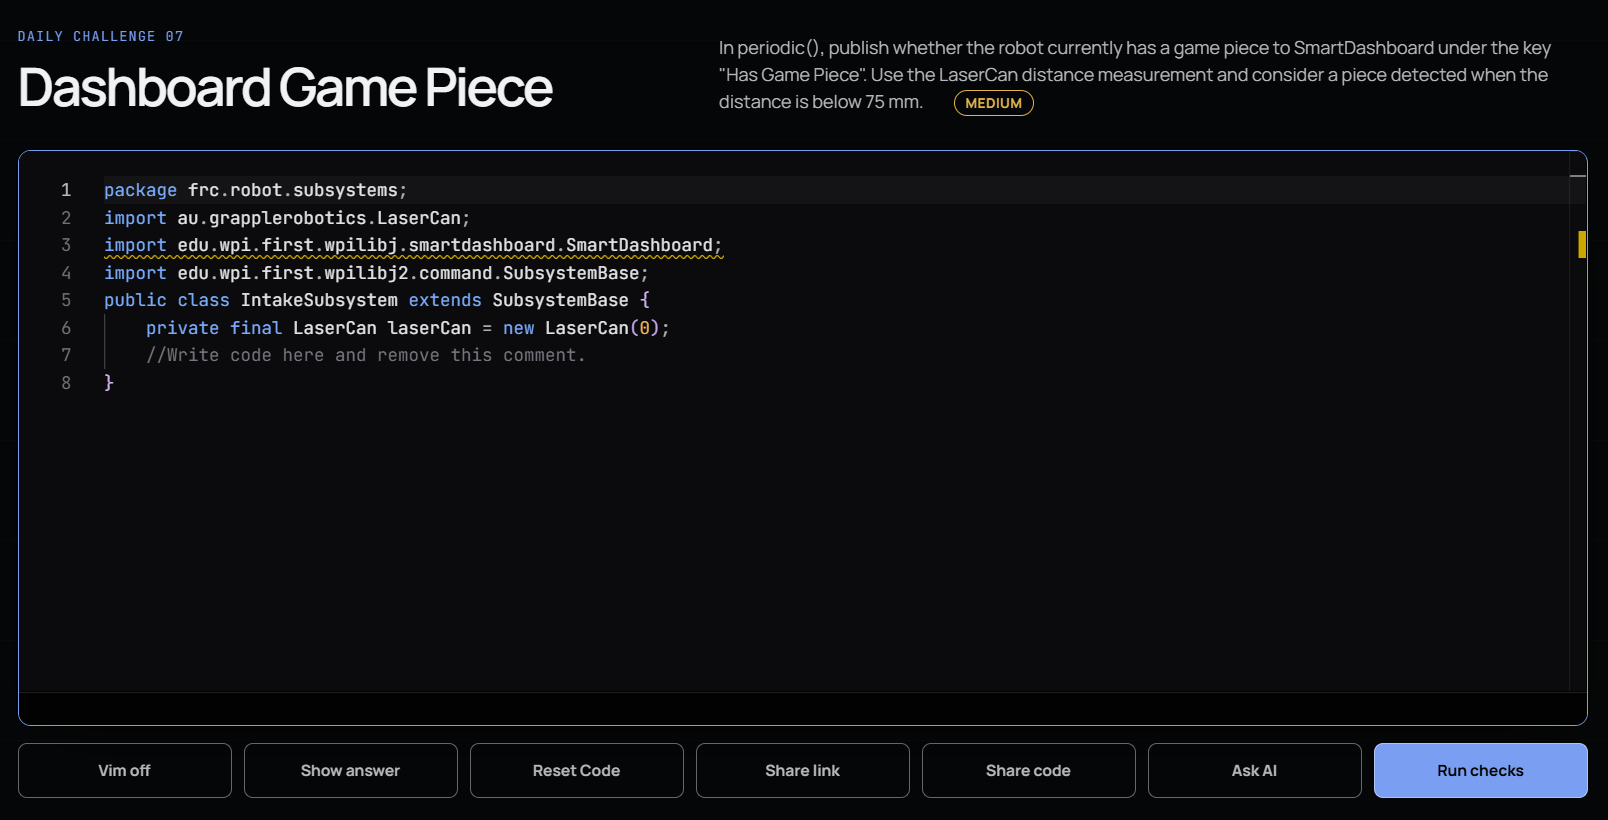 DAILY CHALLENGE 07
Dashboard Game Piece
In periodic(), publish whether the robot currently has a game piece to SmartDashboard under the key
"Has Game Piece". Use the LaserCan distance measurement and consider a piece detected when the
distance is below 75 mm. MEDIUM
1 package frc.robot.subsystems;
2 import au.grapplerobotics.LaserCan;
3 import edu.wpi.first.wpilibj.smartdashboard.SmartDashboard;
4 import edu.wpi.first.wpilibj2.command.SubsystemBase;
5 public class IntakeSubsystem extends SubsystemBase {
6     private final LaserCan laserCan = new LaserCan(0);
7     //Write code here and remove this comment.
8 }
Vim off Show answer Reset Code Share link Share code Ask AI Run checks